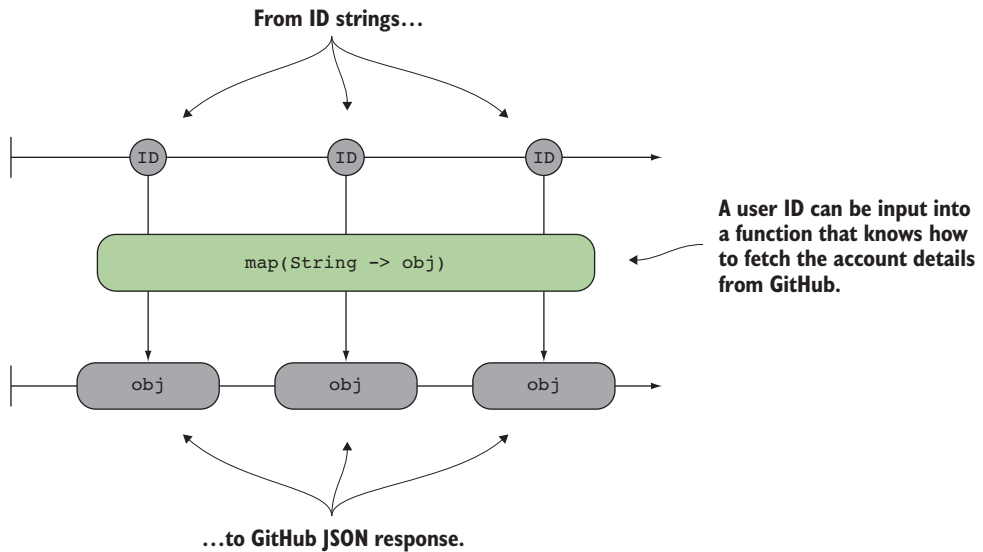 From ID strings…
ID
ID
ID
A user ID can be input into
a function that knows how
to fetch the account details
from GitHub.
map(String -> obj)
obj
obj
obj
…to GitHub JSON response.